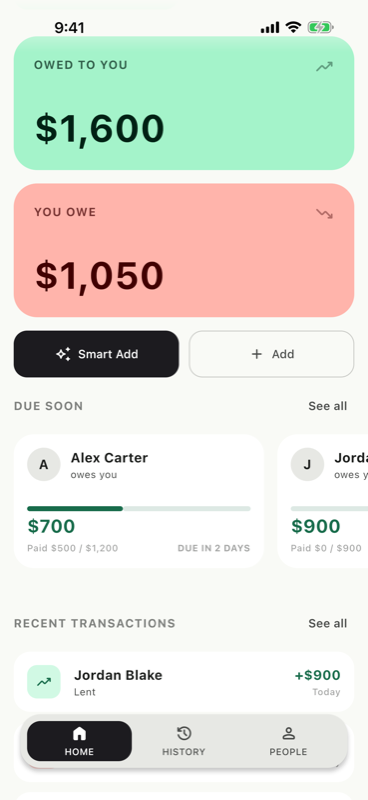 9:41
OWED TO YOU
$1,600
YOU OWE
$1,050
Smart Add
Add
DUE SOON
See all
A
Alex Carter
owes you
$700
Paid $500 / $1,200
DUE IN 2 DAYS
J
Jorda
owes y
$900
Paid $0 / $900
RECENT TRANSACTIONS
See all
Jordan Blake
Lent
+$900
Today
HOME
HISTORY
PEOPLE